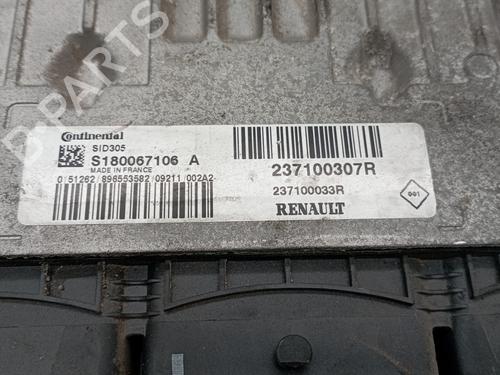 B-PARTS
Continental
SID305
S180067106 A
MADE IN FRANCE
0/51262/896553582/09211 002A2
237100307R
237100033R
RENAULT
001